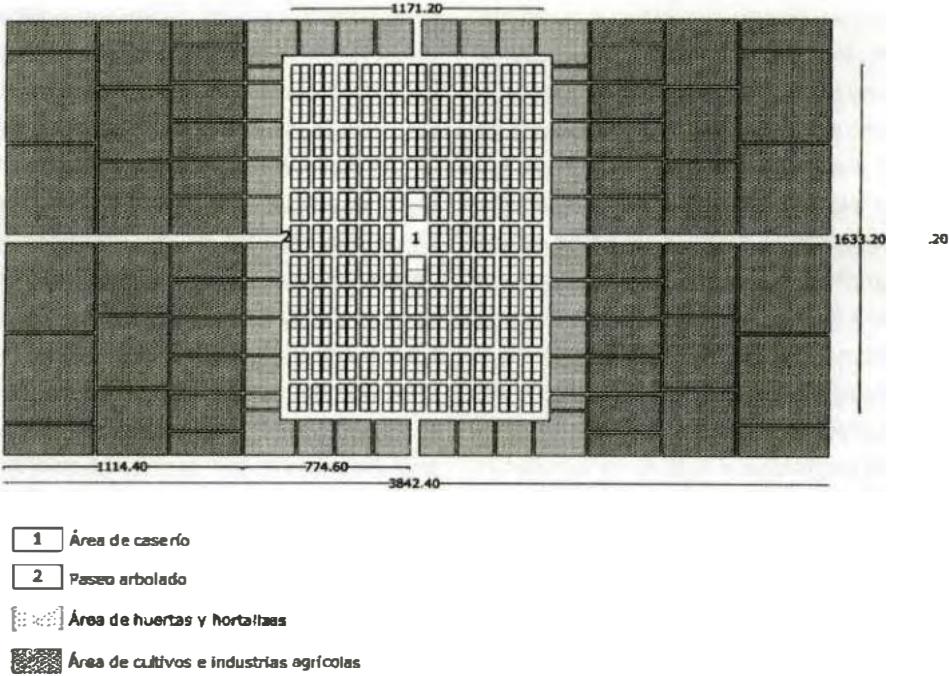 1171.20
2
1
1633.20
.20
1114.40
774.60
3842.40
1 Área de caserío
2 Paseo arbolado
Área de huertas y hortalizas
Área de cultivos e industrias agrícolas